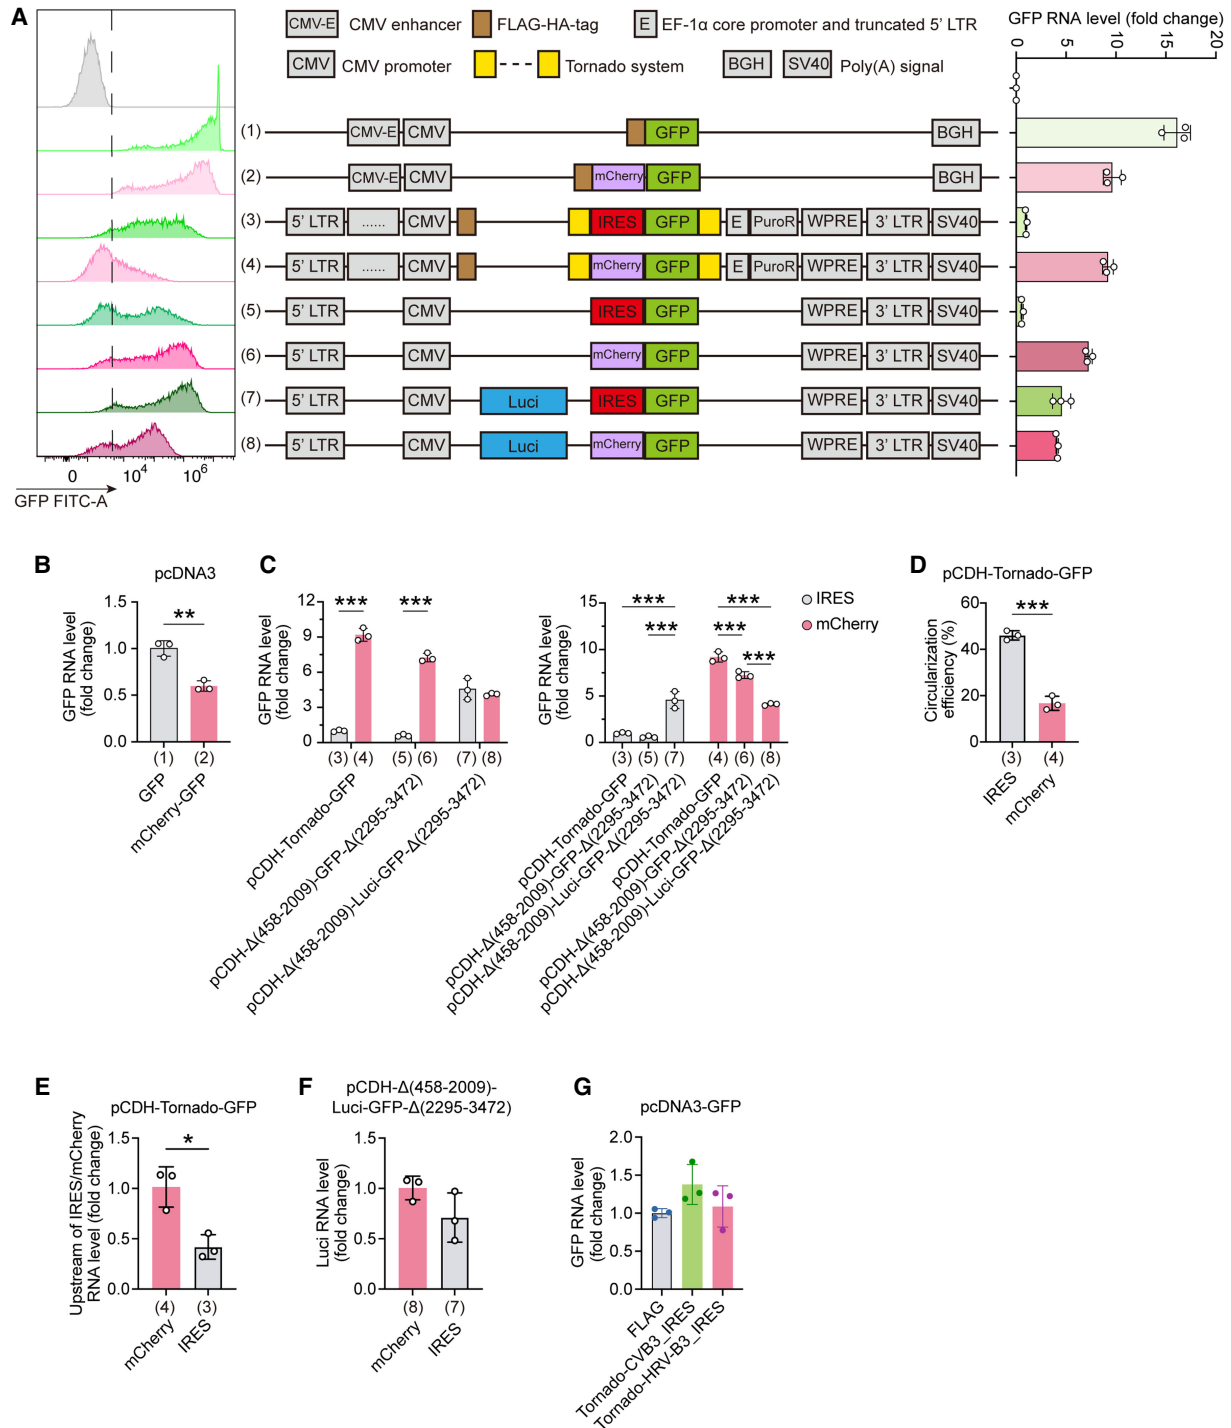 A
CMV-E CMV enhancer FLAG-HA-tag E EF-1α core promoter and truncated 5' LTR
CMV CMV promoter Tornado system BGH SV40 Poly(A) signal
GFP RNA level (fold change)
0 5 10 15 20
(1) CMV-E CMV GFP BGH
(2) CMV-E CMV mCherry GFP BGH
(3) 5' LTR ...... CMV IRES GFP E PuroR WPRE 3' LTR SV40
(4) 5' LTR ...... CMV mCherry GFP E PuroR WPRE 3' LTR SV40
(5) 5' LTR CMV IRES GFP WPRE 3' LTR SV40
(6) 5' LTR CMV mCherry GFP WPRE 3' LTR SV40
(7) 5' LTR CMV Luci IRES GFP WPRE 3' LTR SV40
(8) 5' LTR CMV Luci mCherry GFP WPRE 3' LTR SV40
0 10⁴ 10⁶
GFP FITC-A
B
pcDNA3
GFP RNA level
(fold change)
1.5
1.0
0.5
0.0
**
(1) (2)
GFP
mCherry-GFP
C
GFP RNA level
(fold change)
12
9
6
3
0
*** ***
(3) (4) (5) (6) (7) (8)
pCDH-Tornado-GFP
pCDH-Δ(458-2009)-GFP-Δ(2295-3472)
pCDH-Δ(458-2009)-Luci-GFP-Δ(2295-3472)
GFP RNA level
(fold change)
15
10
5
0
*** ***
*** ***
***
(3) (5) (7) (4) (6) (8)
pCDH-Tornado-GFP
pCDH-Δ(458-2009)-GFP-Δ(2295-3472)
pCDH-Δ(458-2009)-Luci-GFP-Δ(2295-3472)
pCDH-Tornado-GFP
pCDH-Δ(458-2009)-GFP-Δ(2295-3472)
pCDH-Δ(458-2009)-Luci-GFP-Δ(2295-3472)
IRES
mCherry
D
pCDH-Tornado-GFP
Circularization
efficiency (%)
60
40
20
0
***
(3) (4)
IRES
mCherry
E
pCDH-Tornado-GFP
Upstream of IRES/mCherry
RNA level (fold change)
1.5
1.0
0.5
0.0
*
(4) (3)
mCherry
IRES
F
pCDH-Δ(458-2009)-
Luci-GFP-Δ(2295-3472)
Luci RNA level
(fold change)
1.5
1.0
0.5
0.0
(8) (7)
mCherry
IRES
G
pcDNA3-GFP
GFP RNA level
(fold change)
2.0
1.5
1.0
0.5
0.0
FLAG
Tornado-CVB3_IRES
Tornado-HRV-B3_IRES